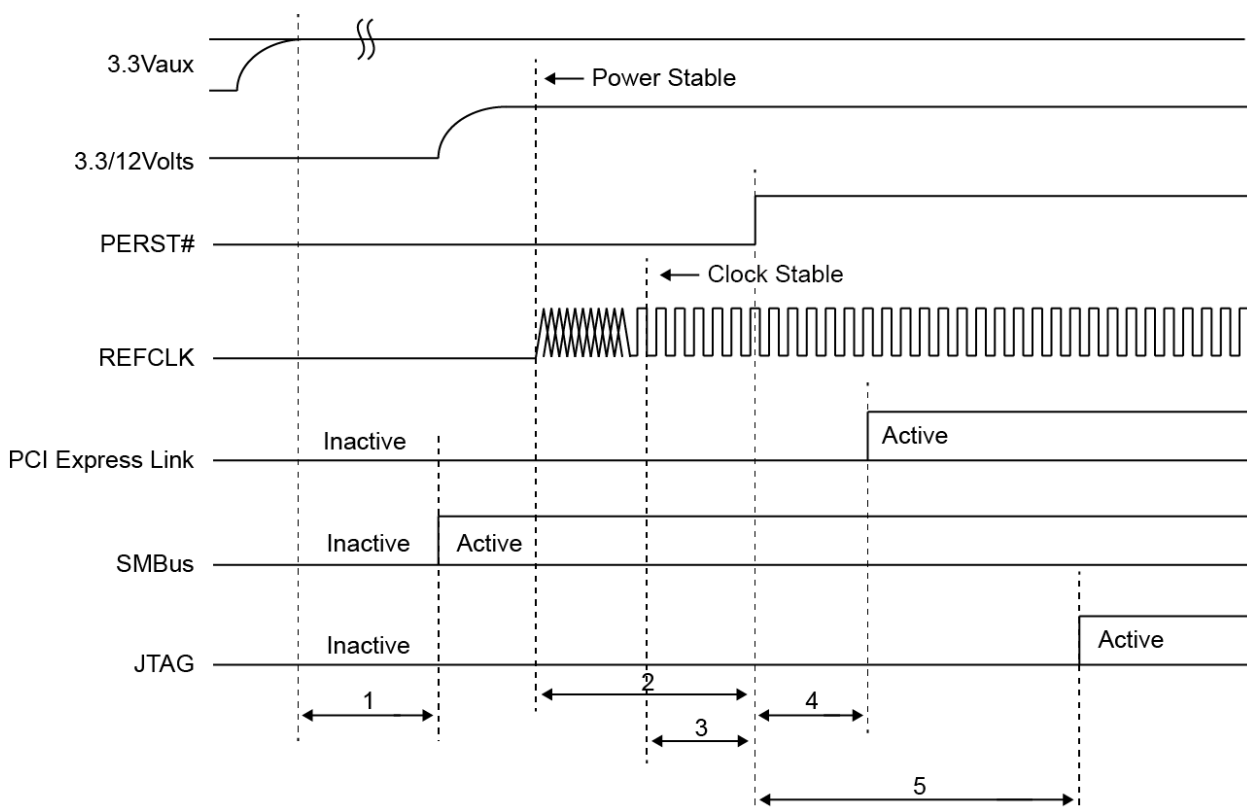 3.3Vaux
Power Stable
3.3/12Volts
PERST#
Clock Stable
REFCLK
PCI Express Link
Inactive
Active
SMBus
Inactive
Active
JTAG
Inactive
Active
1
2
3
4
5